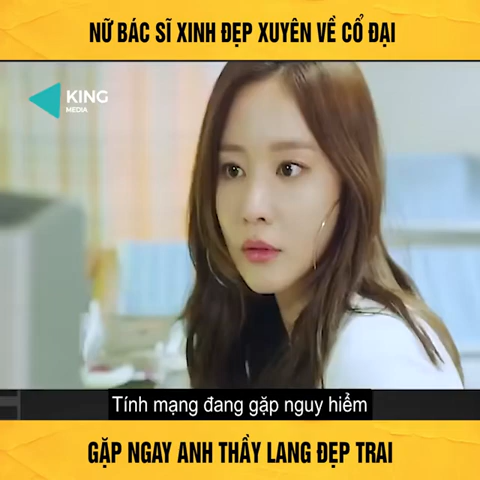 NỮ BÁC SĨ XINH ĐẸP XUYÊN VỀ CỔ ĐẠI
KING
MEDIA
Tính mạng đang gặp nguy hiểm
GẶP NGAY ANH THẦY LANG ĐẸP TRAI